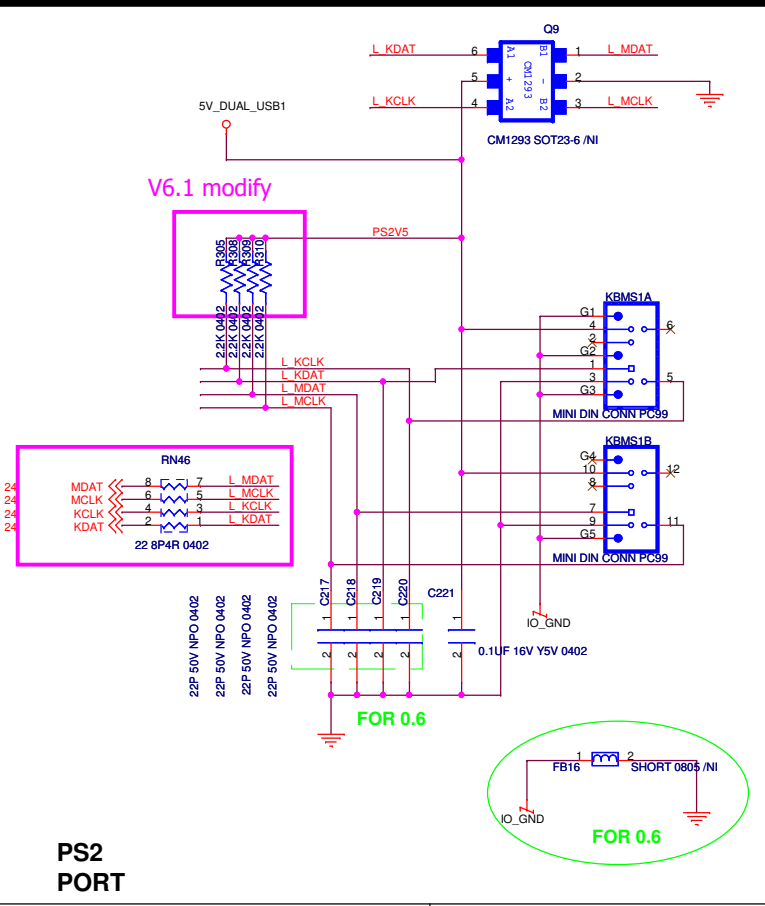 Q9
L_KDAT 6 A1 B1 1 L_MDAT
5 + CM1293 - 2
L_KCLK 4 A2 B2 3 L_MCLK
5V_DUAL_USB1
CM1293 SOT23-6 /NI
V6.1 modify
PS2V5
R305
R308
R309
R310
2.2K 0402
2.2K 0402
2.2K 0402
2.2K 0402
L_KCLK
L_KDAT
L_MDAT
L_MCLK
KBMS1A
G1
4 6
2
G2
1
3 5
G3
MINI DIN CONN PC99
KBMS1B
G4
10 12
8
7
9 11
G5
MINI DIN CONN PC99
RN46
24 MDAT 8 7 L_MDAT
24 MCLK 6 5 L_MCLK
24 KCLK 4 3 L_KCLK
24 KDAT 2 1 L_KDAT
22 8P4R 0402
C217
C218
C219
C220
C221
1 1 1 1 1
2 2 2 2 2
22P 50V NPO 0402
22P 50V NPO 0402
22P 50V NPO 0402
22P 50V NPO 0402
0.1UF 16V Y5V 0402
IO_GND
FOR 0.6
1 2
FB16 SHORT 0805 /NI
IO_GND
FOR 0.6
PS2
PORT